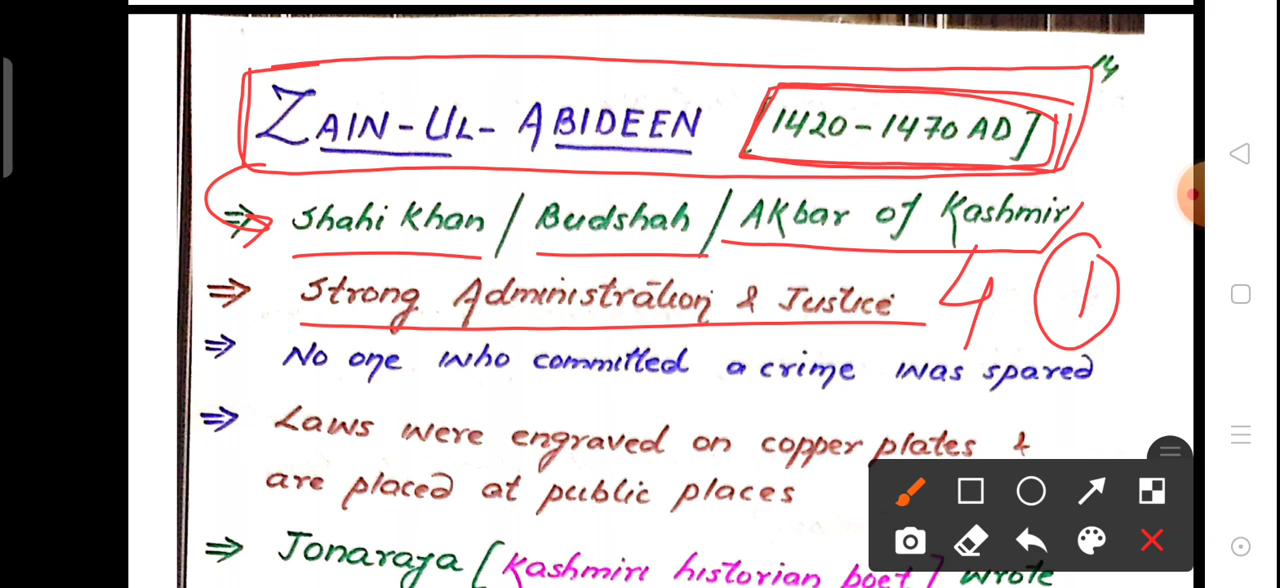 14
ZAIN-UL-ABIDEEN [1420-1470 AD]
⇒ Shahi Khan / Budshah / Akbar of Kashmir
⇒ Strong Administration & Justice 4 1
⇒ No one who committed a crime was spared
⇒ Laws were engraved on copper plates &
are placed at public places
⇒ Jonaraja [Kashmiri historian poet] wrote